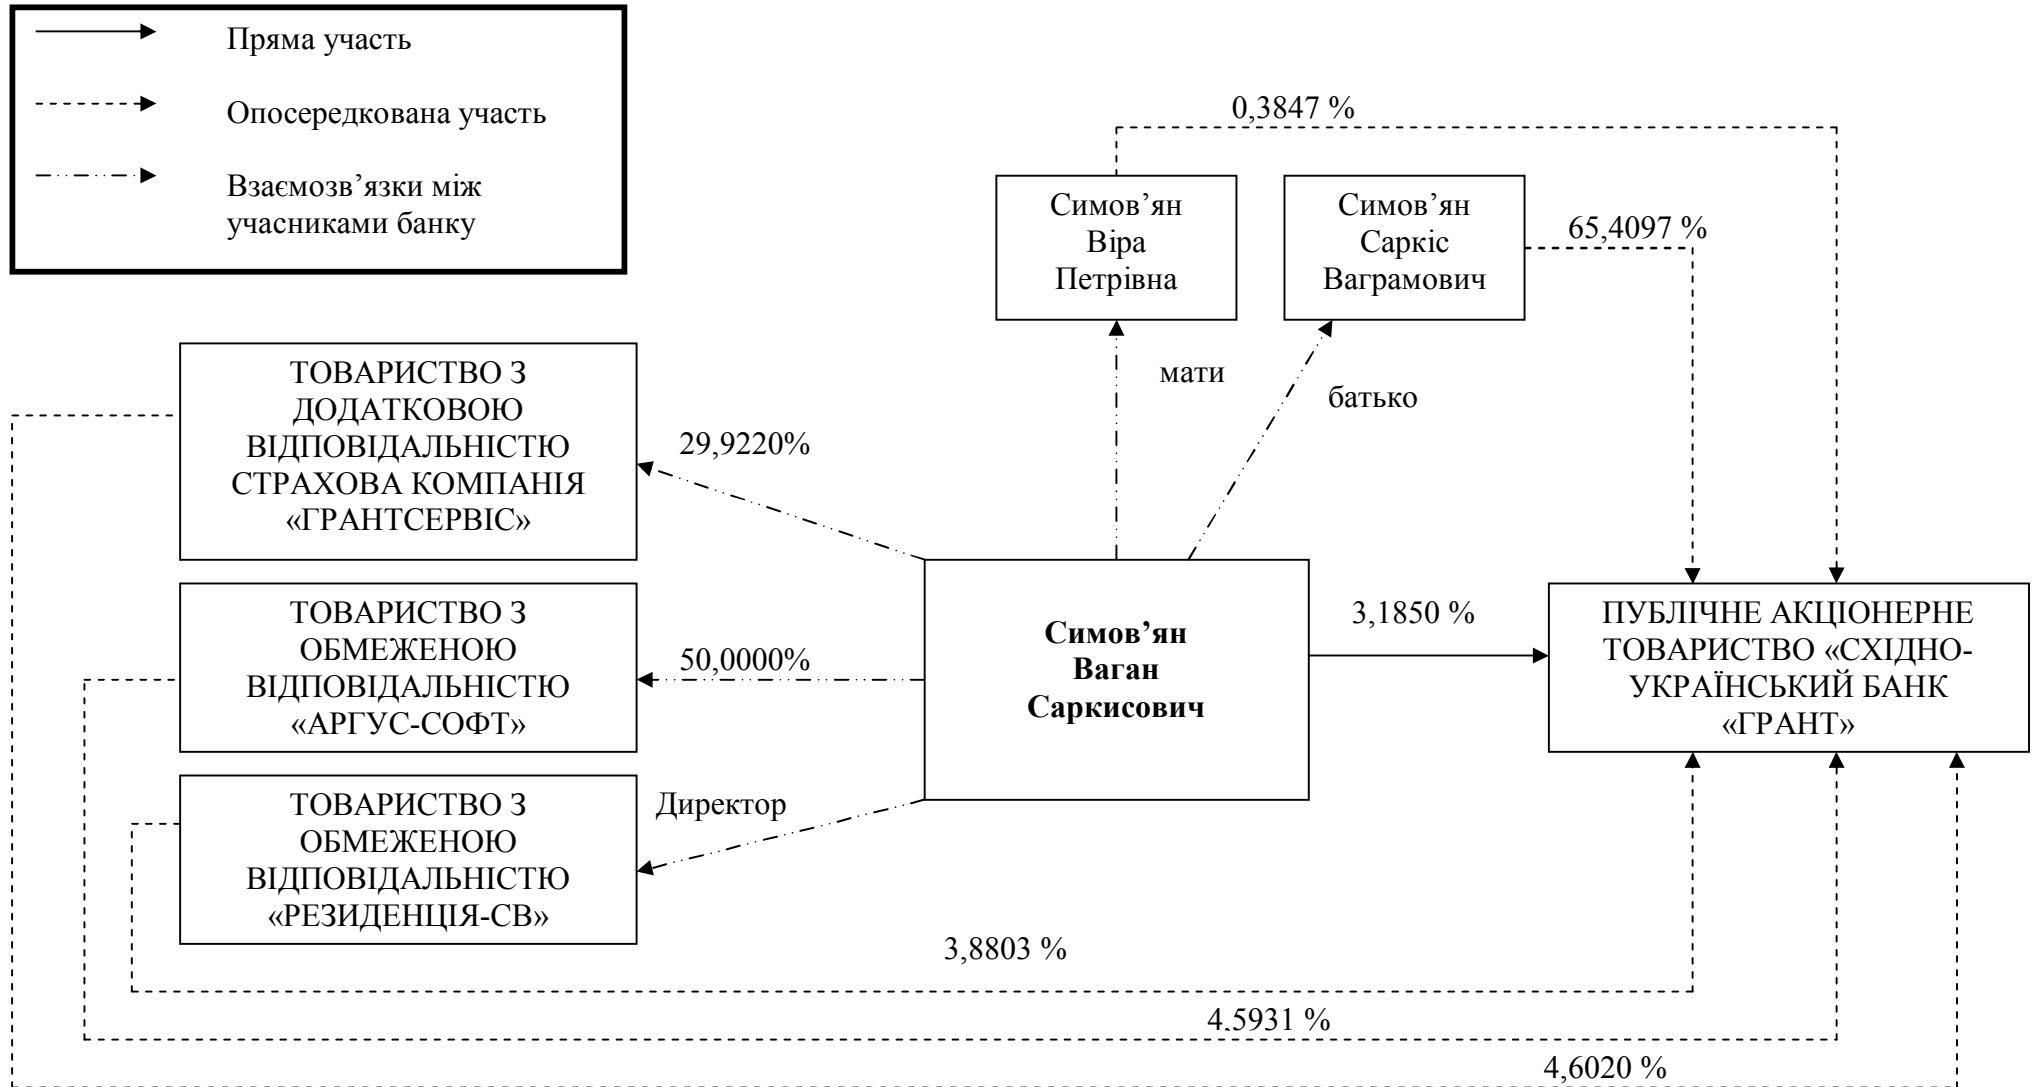 Пряма участь
Опосередкована участь
Взаємозв’язки між
учасниками банку
0,3847 %
Симов’ян
Віра
Петрівна
Симов’ян
Саркіс
Ваграмович
65,4097 %
мати
батько
ТОВАРИСТВО З
ДОДАТКОВОЮ
ВІДПОВІДАЛЬНІСТЮ
СТРАХОВА КОМПАНІЯ
«ГРАНТСЕРВІС»
29,9220%
ТОВАРИСТВО З
ОБМЕЖЕНОЮ
ВІДПОВІДАЛЬНІСТЮ
«АРГУС-СОФТ»
50,0000%
Симов’ян
Ваган
Саркисович
3,1850 %
ПУБЛІЧНЕ АКЦІОНЕРНЕ
ТОВАРИСТВО «СХІДНО-
УКРАЇНСЬКИЙ БАНК
«ГРАНТ»
ТОВАРИСТВО З
ОБМЕЖЕНОЮ
ВІДПОВІДАЛЬНІСТЮ
«РЕЗИДЕНЦІЯ-СВ»
Директор
3,8803 %
4,5931 %
4,6020 %